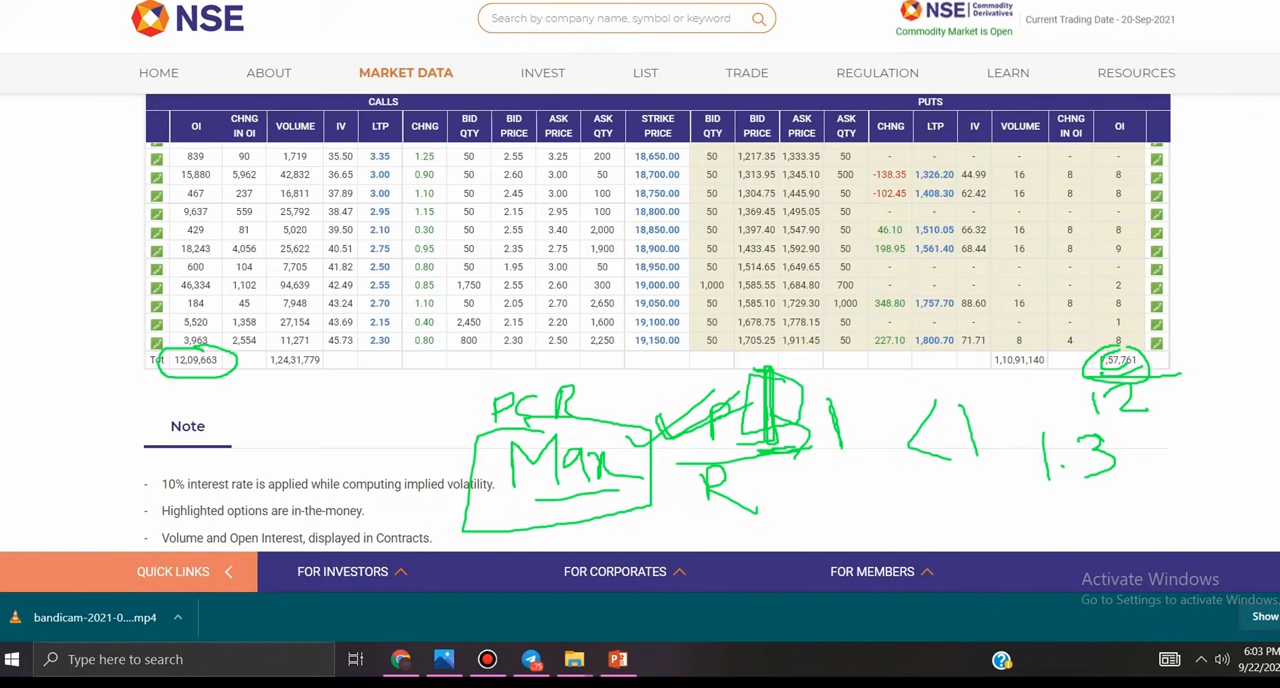 NSE
Search by company name, symbol or keyword
NSE Commodity Derivatives
Commodity Market is Open
Current Trading Date - 20-Sep-2021
HOME ABOUT MARKET DATA INVEST LIST TRADE REGULATION LEARN RESOURCES
CALLS PUTS
OI CHNG IN OI VOLUME IV LTP CHNG BID QTY BID PRICE ASK PRICE ASK QTY STRIKE PRICE BID QTY BID PRICE ASK PRICE ASK QTY CHNG LTP IV VOLUME CHNG IN OI OI
839 90 1,719 35.50 3.35 1.25 50 2.55 3.25 200 18,650.00 50 1,217.35 1,333.35 50 - - - - - -
15,880 5,962 42,832 36.65 3.00 0.90 50 2.60 3.00 50 18,700.00 50 1,313.95 1,345.10 500 -138.35 1,326.20 44.99 16 8 8
467 237 16,811 37.89 3.00 1.10 50 2.45 3.00 100 18,750.00 50 1,304.75 1,445.90 50 -102.45 1,408.30 62.42 16 8 8
9,637 559 25,792 38.47 2.95 1.15 50 2.15 2.95 100 18,800.00 50 1,369.45 1,495.05 50 - - - - - -
429 81 5,020 39.50 2.10 0.30 50 2.55 3.40 2,000 18,850.00 50 1,397.40 1,547.90 50 46.10 1,510.05 66.32 16 8 8
18,243 4,056 25,622 40.51 2.75 0.95 50 2.35 2.75 1,900 18,900.00 50 1,433.45 1,592.90 50 198.95 1,561.40 68.44 16 8 9
600 104 7,705 41.82 2.50 0.80 50 1.95 3.00 50 18,950.00 50 1,514.65 1,649.65 50 - - - - - -
46,334 1,102 94,639 42.49 2.55 0.85 1,750 2.55 2.60 300 19,000.00 1,000 1,585.55 1,684.80 700 - - - - - 2
184 45 7,948 43.24 2.70 1.10 50 2.05 2.70 2,650 19,050.00 50 1,585.10 1,729.30 1,000 348.80 1,757.70 88.60 16 8 8
5,520 1,358 27,154 43.69 2.15 0.40 2,450 2.15 2.20 1,600 19,100.00 50 1,678.75 1,778.15 50 - - - - - 1
3,963 2,554 11,271 45.73 2.30 0.80 800 2.30 2.50 2,250 19,150.00 50 1,705.25 1,911.45 50 227.10 1,800.70 71.71 8 4 8
Tot 12,09,663 1,24,31,779 1,10,91,140 ,57,761
12
PCR P 1 <1 1.3
Max
R
Note
- 10% interest rate is applied while computing implied volatility.
- Highlighted options are in-the-money.
- Volume and Open Interest, displayed in Contracts.
QUICK LINKS FOR INVESTORS FOR CORPORATES FOR MEMBERS
Activate Windows
Go to Settings to activate Windows.
bandicam-2021-0....mp4 Show
Type here to search 75 6:03 PM
9/22/202